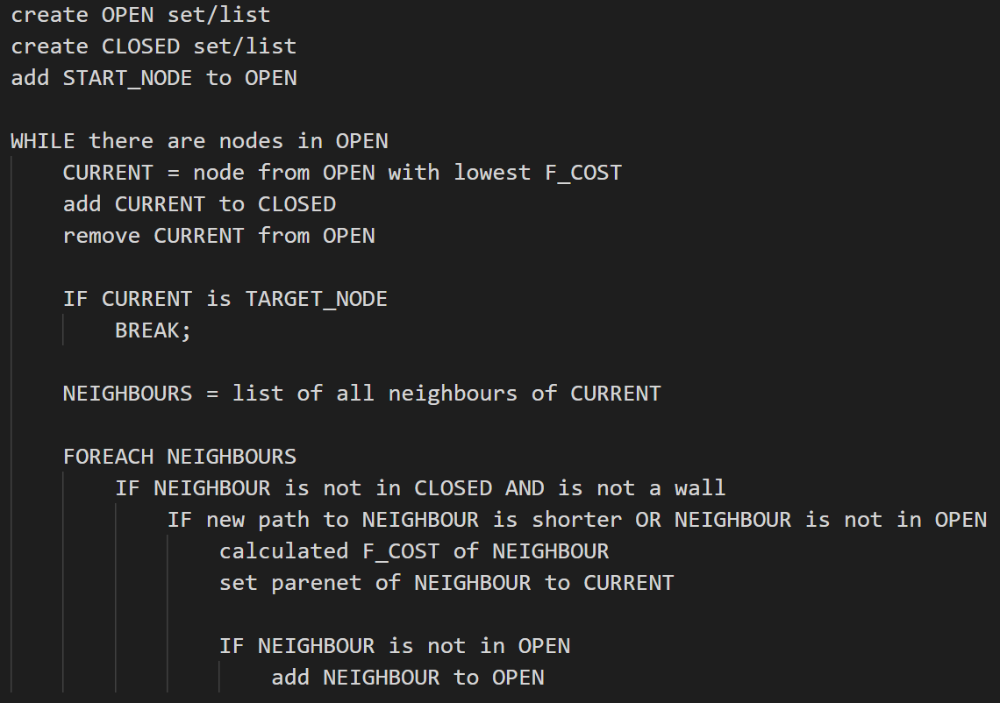 create OPEN set/list
create CLOSED set/list
add START_NODE to OPEN
WHILE there are nodes in OPEN
CURRENT = node from OPEN with lowest F_COST
add CURRENT to CLOSED
remove CURRENT from OPEN
IF CURRENT is TARGET_NODE
BREAK;
NEIGHBOURS = list of all neighbours of CURRENT
FOREACH NEIGHBOURS
IF NEIGHBOUR is not in CLOSED AND is not a wall
IF new path to NEIGHBOUR is shorter OR NEIGHBOUR is not in OPEN
calculated F_COST of NEIGHBOUR
set parenet of NEIGHBOUR to CURRENT
IF NEIGHBOUR is not in OPEN
add NEIGHBOUR to OPEN